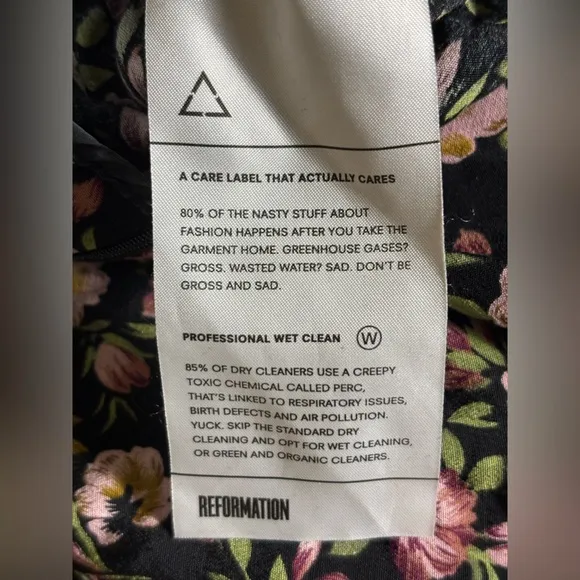 A CARE LABEL THAT ACTUALLY CARES
80% OF THE NASTY STUFF ABOUT
FASHION HAPPENS AFTER YOU TAKE THE
GARMENT HOME. GREENHOUSE GASES?
GROSS. WASTED WATER? SAD. DON'T BE
GROSS AND SAD.
PROFESSIONAL WET CLEAN W
85% OF DRY CLEANERS USE A CREEPY
TOXIC CHEMICAL CALLED PERC,
THAT'S LINKED TO RESPIRATORY ISSUES,
BIRTH DEFECTS AND AIR POLLUTION.
YUCK. SKIP THE STANDARD DRY
CLEANING AND OPT FOR WET CLEANING,
OR GREEN AND ORGANIC CLEANERS.
REFORMATION